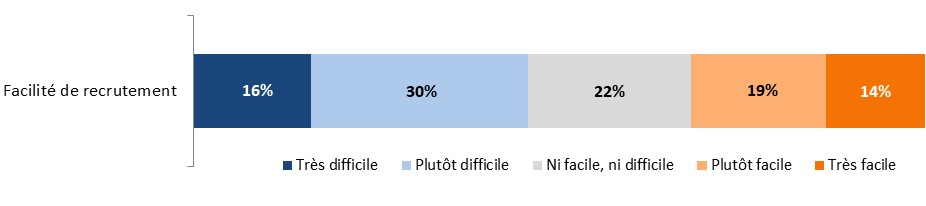 Facilité de recrutement 16% 30% 22% 19% 14%
Très difficile Plutôt difficile Ni facile, ni difficile Plutôt facile Très facile